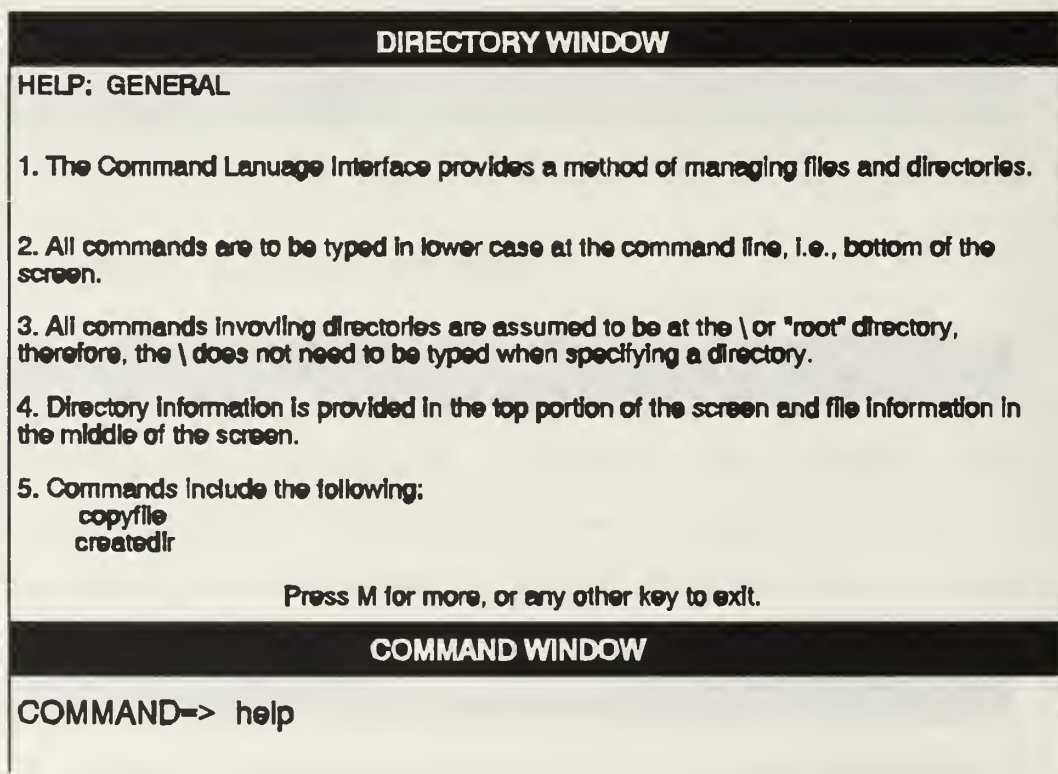 DIRECTORY WINDOW
HELP: GENERAL
1. The Command Lanuage Interface provides a method of managing files and directories.
2. All commands are to be typed in lower case at the command line, i.e., bottom of the
screen.
3. All commands invovling directories are assumed to be at the \ or "root" directory,
therefore, the \ does not need to be typed when specifying a directory.
4. Directory information is provided in the top portion of the screen and file information in
the middle of the screen.
5. Commands include the following:
copyfile
createdir
Press M for more, or any other key to exit.
COMMAND WINDOW
COMMAND=> help